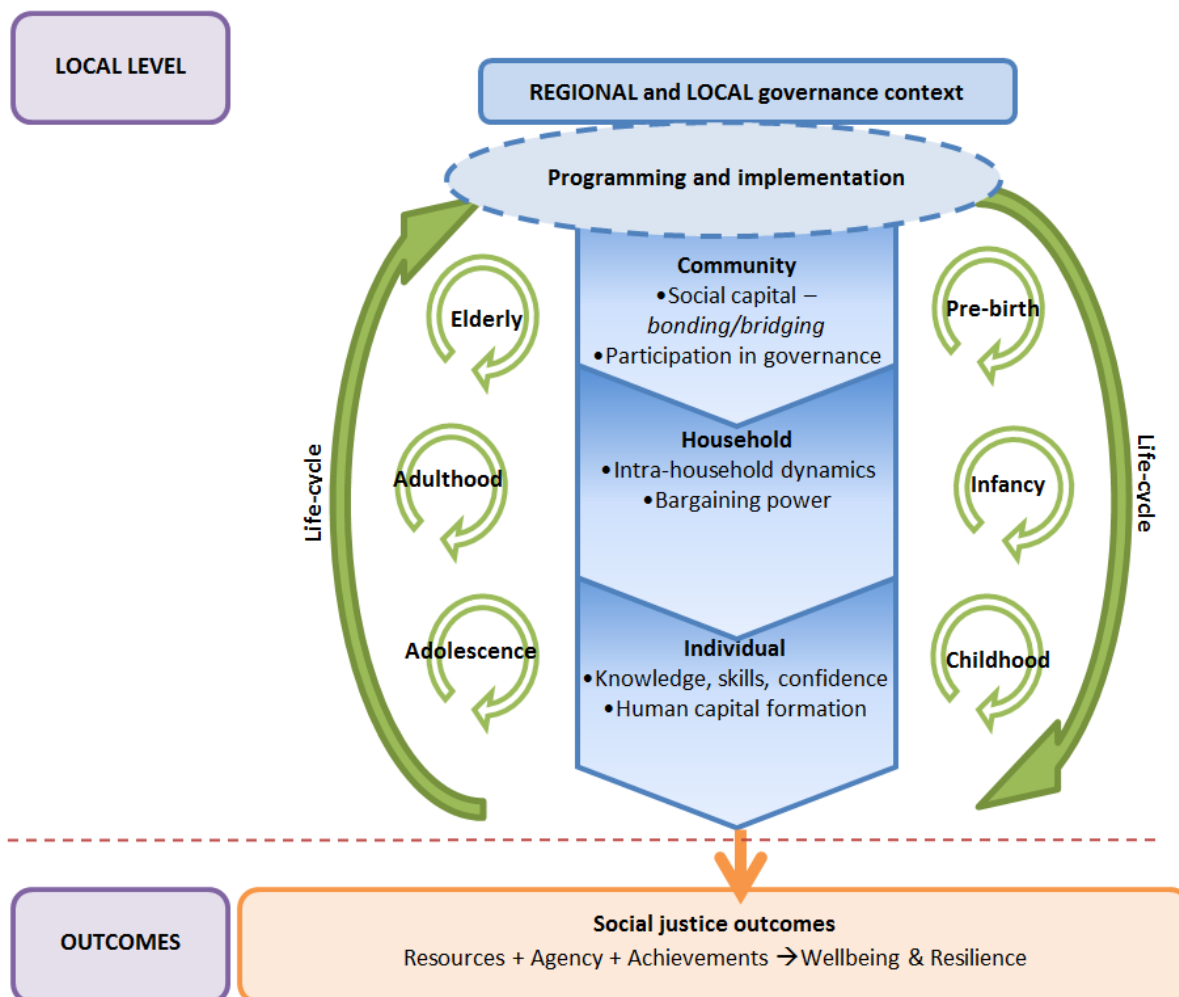 LOCAL LEVEL
REGIONAL and LOCAL governance context
Programming and implementation
Community
•Social capital –
bonding/bridging
•Participation in governance
Household
•Intra-household dynamics
•Bargaining power
Individual
•Knowledge, skills, confidence
•Human capital formation
Elderly
Adulthood
Adolescence
Life-cycle
Pre-birth
Infancy
Childhood
Life-cycle
OUTCOMES
Social justice outcomes
Resources + Agency + Achievements →Wellbeing & Resilience